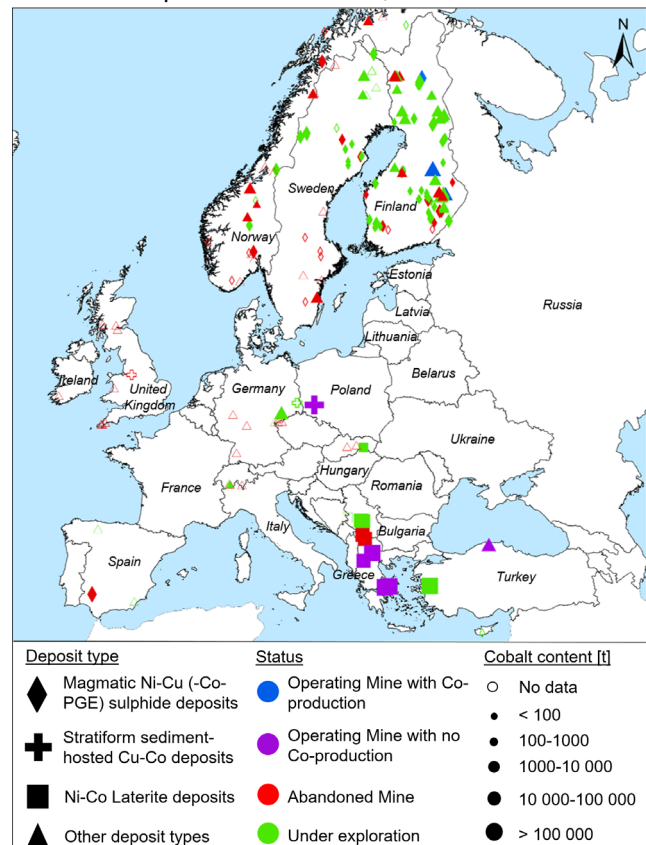 N
Sweden
Finland
Norway
Estonia
Russia
Latvia
Lithuania
Ireland
United
Kingdom
Germany
Poland
Belarus
Ukraine
France
Hungary
Romania
Italy
Bulgaria
Spain
Greece
Turkey
Deposit type
Magmatic Ni-Cu (-Co-
PGE) sulphide deposits
Stratiform sediment-
hosted Cu-Co deposits
Ni-Co Laterite deposits
Other deposit types
Status
Operating Mine with Co-
production
Operating Mine with no
Co-production
Abandoned Mine
Under exploration
Cobalt content [t]
No data
< 100
100-1000
1000-10 000
10 000-100 000
> 100 000